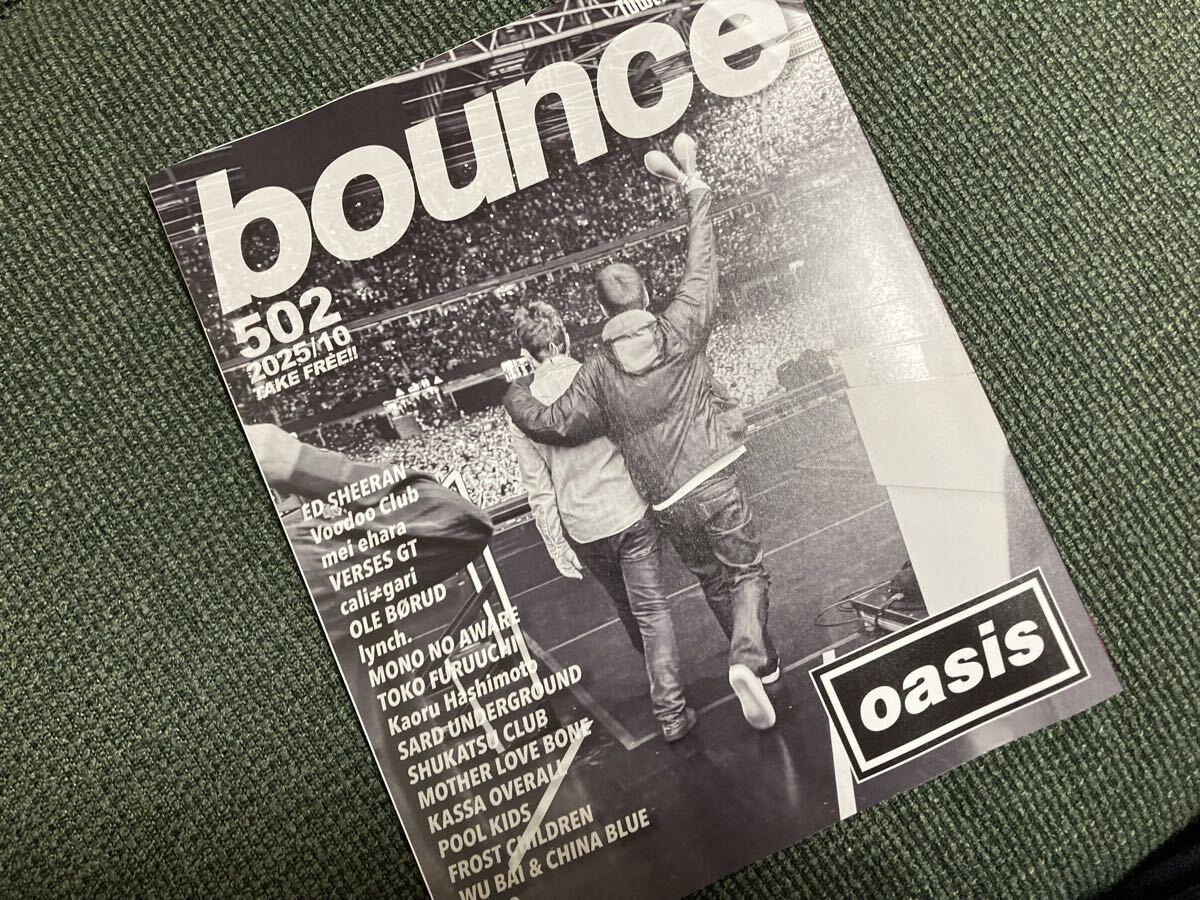 bounce
502
2025/10
TAKE FREE!!
ED SHEERAN
Voodoo Club
mei ehara
VERSES GT
cali≠gari
OLE BØRUD
lynch.
MONO NO AWARE
TOKO FURUUCHI
Kaoru Hashimoto
SARD UNDERGROUND
SHUKATSU CLUB
MOTHER LOVE BONE
KASSA OVERALL
POOL KIDS
FROST CHILDREN
WU BAI & CHINA BLUE
oasis